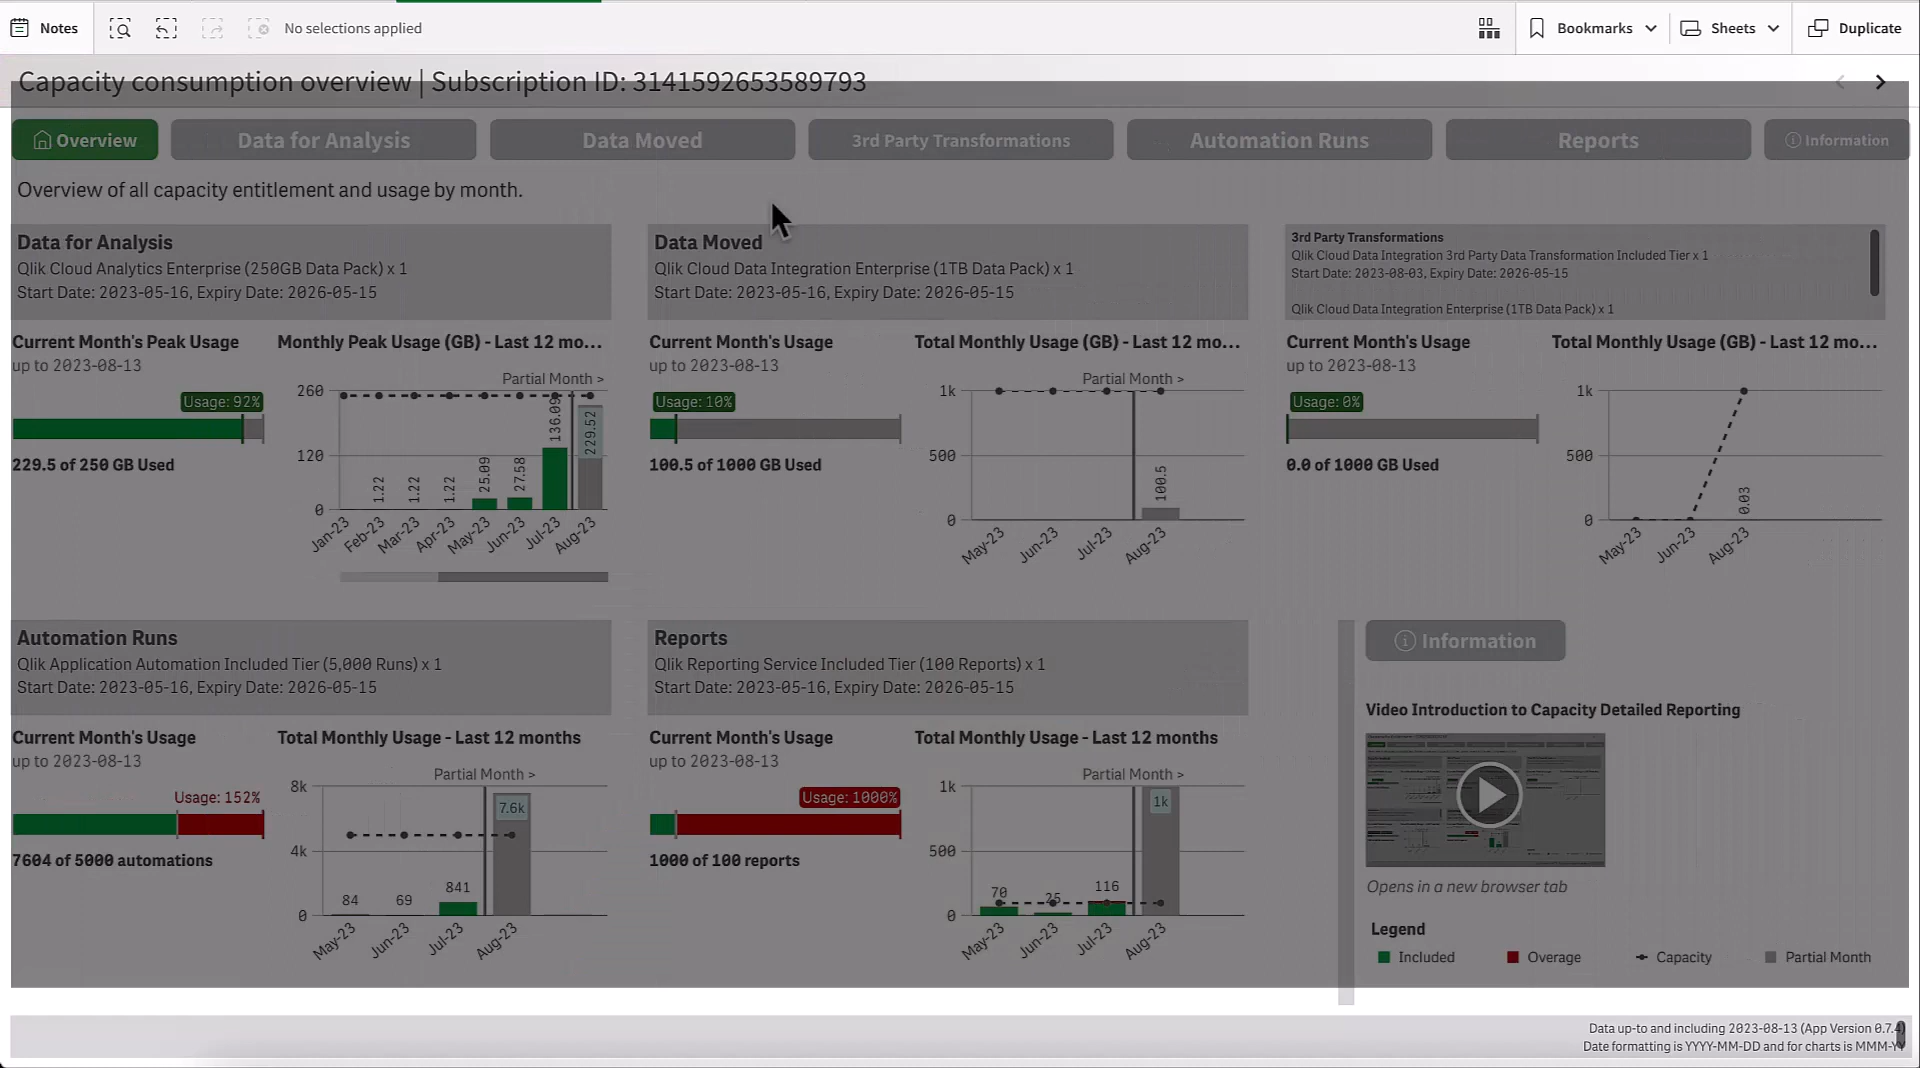 Notes
No selections applied
Bookmarks
Sheets
Duplicate
Capacity consumption overview | Subscription ID: 3141592653589793
Overview
Data for Analysis
Data Moved
3rd Party Transformations
Automation Runs
Reports
Information
Overview of all capacity entitlement and usage by month.
Data for Analysis
Qlik Cloud Analytics Enterprise (250GB Data Pack) x 1
Start Date: 2023-05-16, Expiry Date: 2026-05-15
Current Month's Peak Usage
up to 2023-08-13
Usage: 92%
229.5 of 250 GB Used
Monthly Peak Usage (GB) - Last 12 mo...
Partial Month >
260
120
0
1.22
1.22
1.22
25.09
27.58
136.09
229.52
Jan-23
Feb-23
Mar-23
Apr-23
May-23
Jun-23
Jul-23
Aug-23
Data Moved
Qlik Cloud Data Integration Enterprise (1TB Data Pack) x 1
Start Date: 2023-05-16, Expiry Date: 2026-05-15
Current Month's Usage
up to 2023-08-13
Usage: 10%
100.5 of 1000 GB Used
Total Monthly Usage (GB) - Last 12 mo...
Partial Month >
1k
500
0
100.5
May-23
Jun-23
Jul-23
Aug-23
3rd Party Transformations
Qlik Cloud Data Integration 3rd Party Data Transformation Included Tier x 1
Start Date: 2023-08-03, Expiry Date: 2026-05-15
Qlik Cloud Data Integration Enterprise (1TB Data Pack) x 1
Current Month's Usage
up to 2023-08-13
Usage: 0%
0.0 of 1000 GB Used
Total Monthly Usage (GB) - Last 12 mo...
1k
500
0
0.03
May-23
Jun-23
Aug-23
Automation Runs
Qlik Application Automation Included Tier (5,000 Runs) x 1
Start Date: 2023-05-16, Expiry Date: 2026-05-15
Current Month's Usage
up to 2023-08-13
Usage: 152%
7604 of 5000 automations
Total Monthly Usage - Last 12 months
Partial Month >
8k
4k
0
84
69
841
7.6k
May-23
Jun-23
Jul-23
Aug-23
Reports
Qlik Reporting Service Included Tier (100 Reports) x 1
Start Date: 2023-05-16, Expiry Date: 2026-05-15
Current Month's Usage
up to 2023-08-13
Usage: 1000%
1000 of 100 reports
Total Monthly Usage - Last 12 months
Partial Month >
1k
500
0
70
25
116
1k
May-23
Jun-23
Jul-23
Aug-23
Information
Video Introduction to Capacity Detailed Reporting
Opens in a new browser tab
Legend
Included
Overage
Capacity
Partial Month
Data up-to and including 2023-08-13 (App Version 0.7.4)
Date formatting is YYYY-MM-DD and for charts is MMM-YY